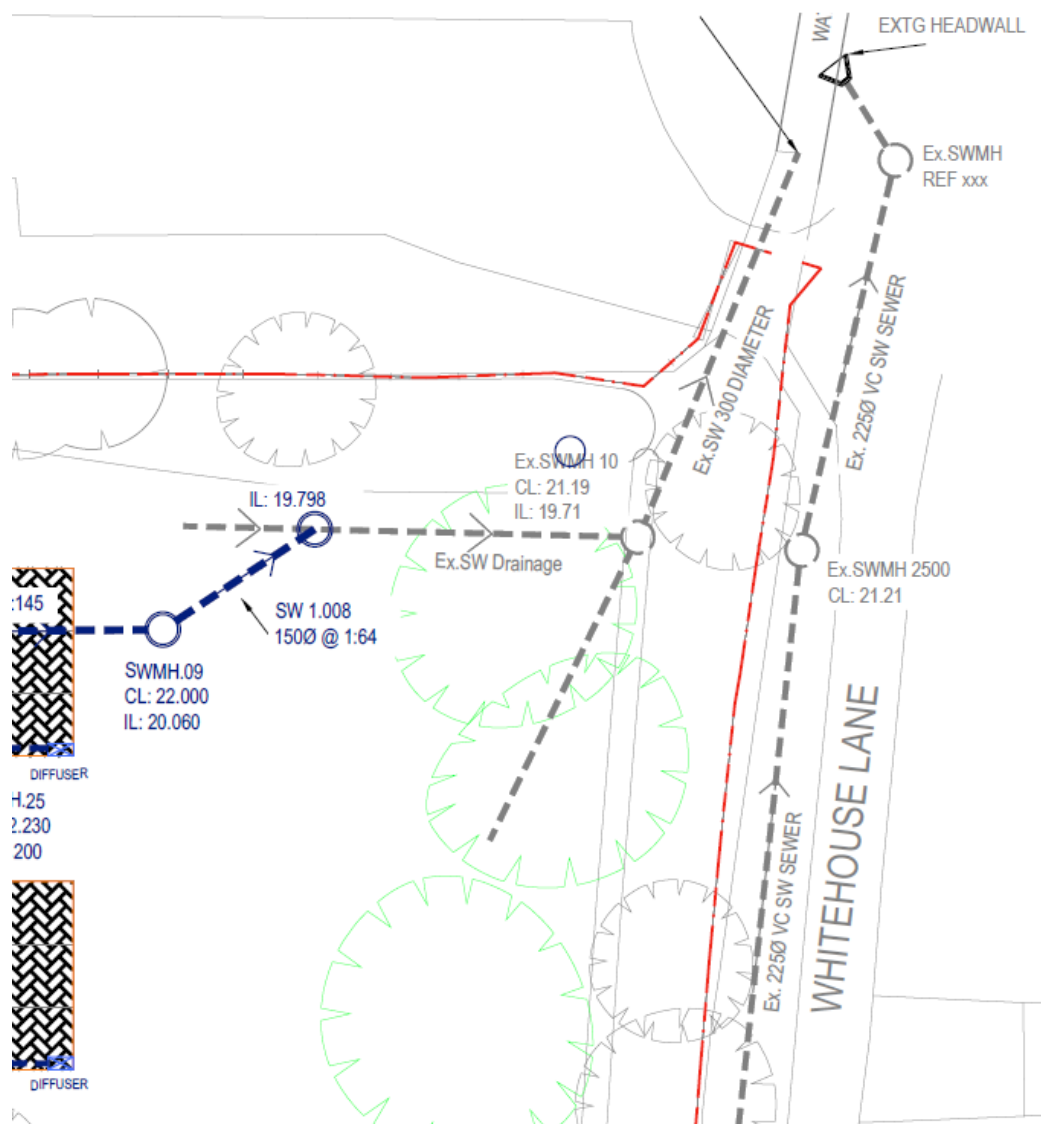 WAT
EXTG HEADWALL
Ex.SWMH
REF xxx
Ex. 225Ø VC SW SEWER
Ex.SW 300 DIAMETER
Ex.SWMH 10
CL: 21.19
IL: 19.71
IL: 19.798
Ex.SW Drainage
Ex.SWMH 2500
CL: 21.21
:145
SW 1.008
150Ø @ 1:64
SWMH.09
CL: 22.000
IL: 20.060
DIFFUSER
H.25
2.230
200
WHITEHOUSE LANE
Ex. 225Ø VC SW SEWER
DIFFUSER